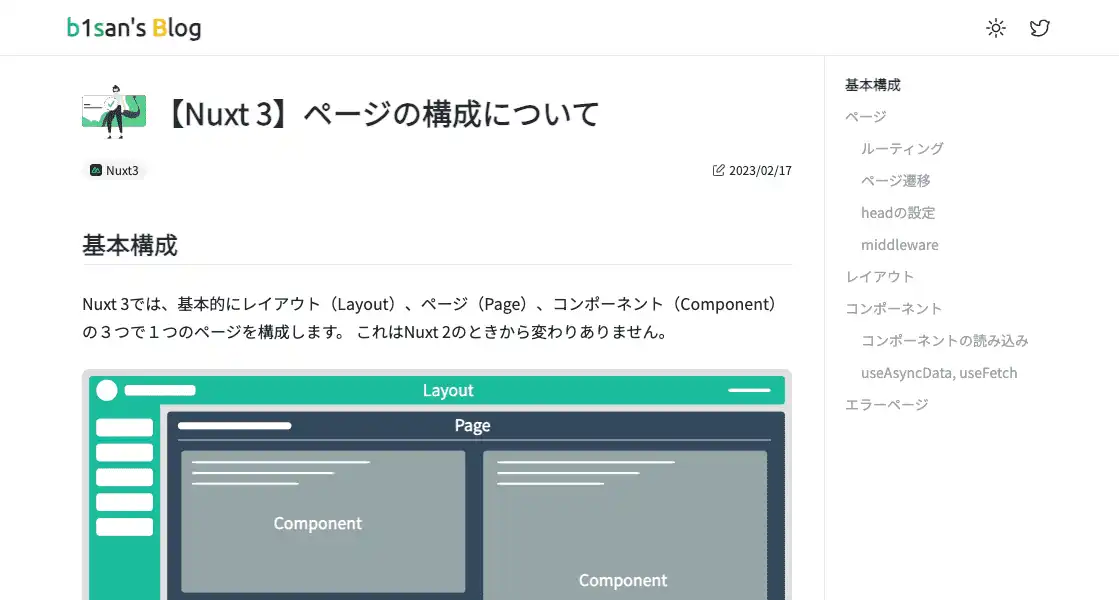 b1san's Blog
【Nuxt 3】ページの構成について
Nuxt3
2023/02/17
基本構成
Nuxt 3では、基本的にレイアウト（Layout）、ページ（Page）、コンポーネント（Component）
の３つで１つのページを構成します。 これはNuxt 2のときから変わりありません。
Layout
Page
Component
Component
基本構成
ページ
ルーティング
ページ遷移
headの設定
middleware
レイアウト
コンポーネント
コンポーネントの読み込み
useAsyncData, useFetch
エラーページ